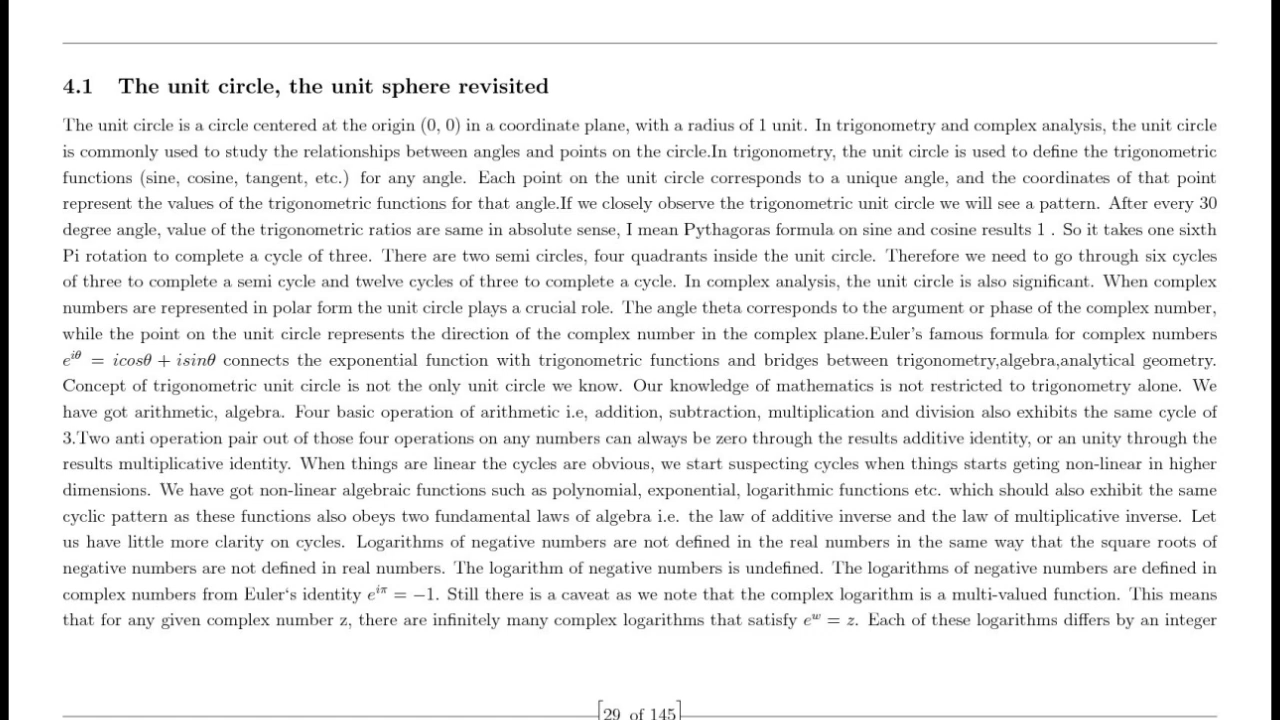 4.1 The unit circle, the unit sphere revisited
The unit circle is a circle centered at the origin (0, 0) in a coordinate plane, with a radius of 1 unit. In trigonometry and complex analysis, the unit circle
is commonly used to study the relationships between angles and points on the circle.In trigonometry, the unit circle is used to define the trigonometric
functions (sine, cosine, tangent, etc.) for any angle. Each point on the unit circle corresponds to a unique angle, and the coordinates of that point
represent the values of the trigonometric functions for that angle.If we closely observe the trigonometric unit circle we will see a pattern. After every 30
degree angle, value of the trigonometric ratios are same in absolute sense, I mean Pythagoras formula on sine and cosine results 1 . So it takes one sixth
Pi rotation to complete a cycle of three. There are two semi circles, four quadrants inside the unit circle. Therefore we need to go through six cycles
of three to complete a semi cycle and twelve cycles of three to complete a cycle. In complex analysis, the unit circle is also significant. When complex
numbers are represented in polar form the unit circle plays a crucial role. The angle theta corresponds to the argument or phase of the complex number,
while the point on the unit circle represents the direction of the complex number in the complex plane.Euler's famous formula for complex numbers
e^{iθ} = icosθ + isinθ connects the exponential function with trigonometric functions and bridges between trigonometry,algebra,analytical geometry.
Concept of trigonometric unit circle is not the only unit circle we know. Our knowledge of mathematics is not restricted to trigonometry alone. We
have got arithmetic, algebra. Four basic operation of arithmetic i.e, addition, subtraction, multiplication and division also exhibits the same cycle of
3.Two anti operation pair out of those four operations on any numbers can always be zero through the results additive identity, or an unity through the
results multiplicative identity. When things are linear the cycles are obvious, we start suspecting cycles when things starts geting non-linear in higher
dimensions. We have got non-linear algebraic functions such as polynomial, exponential, logarithmic functions etc. which should also exhibit the same
cyclic pattern as these functions also obeys two fundamental laws of algebra i.e. the law of additive inverse and the law of multiplicative inverse. Let
us have little more clarity on cycles. Logarithms of negative numbers are not defined in the real numbers in the same way that the square roots of
negative numbers are not defined in real numbers. The logarithm of negative numbers is undefined. The logarithms of negative numbers are defined in
complex numbers from Euler‘s identity e^{iπ} = −1. Still there is a caveat as we note that the complex logarithm is a multi-valued function. This means
that for any given complex number z, there are infinitely many complex logarithms that satisfy e^w = z. Each of these logarithms differs by an integer
[29 of 145]